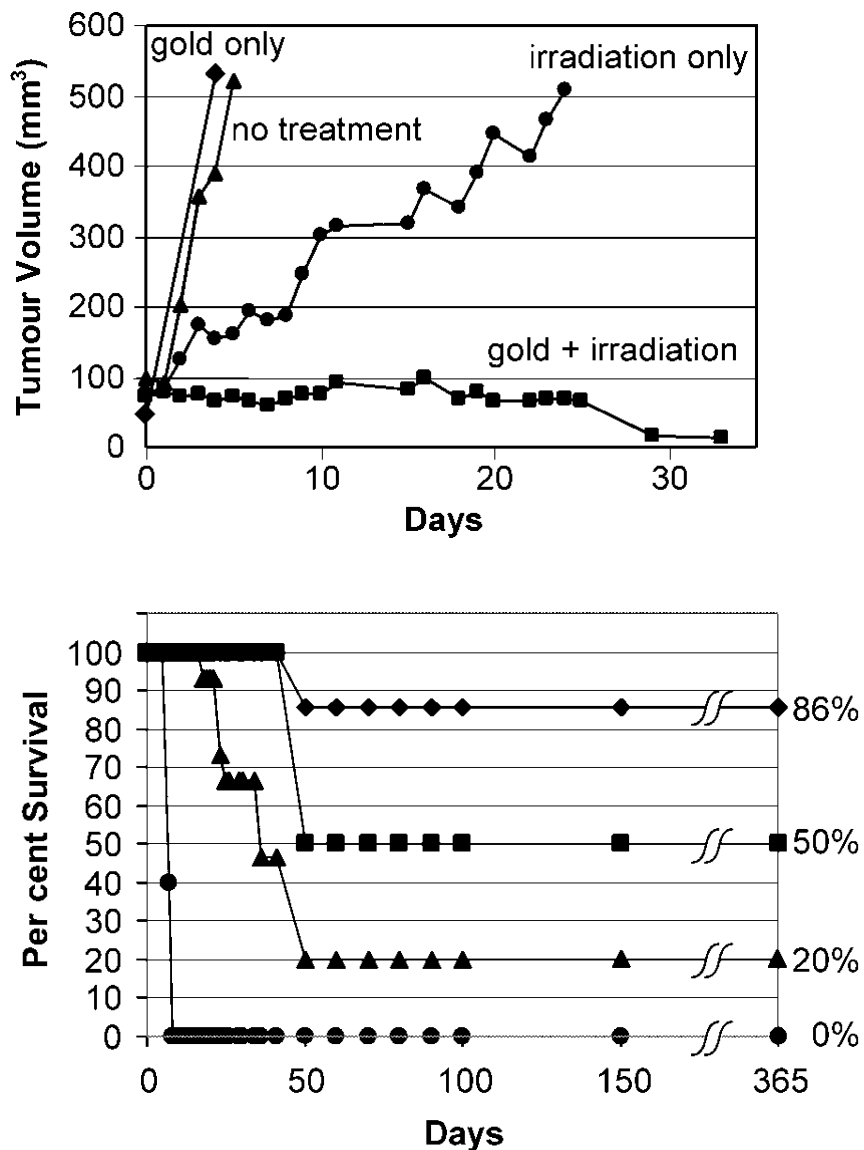 600
500
400
300
200
100
0
Tumour Volume (mm³)
gold only
irradiation only
no treatment
gold + irradiation
0 10 20 30
Days
100
90
80
70
60
50
40
30
20
10
0
Per cent Survival
86%
50%
20%
0%
0 50 100 150 365
Days